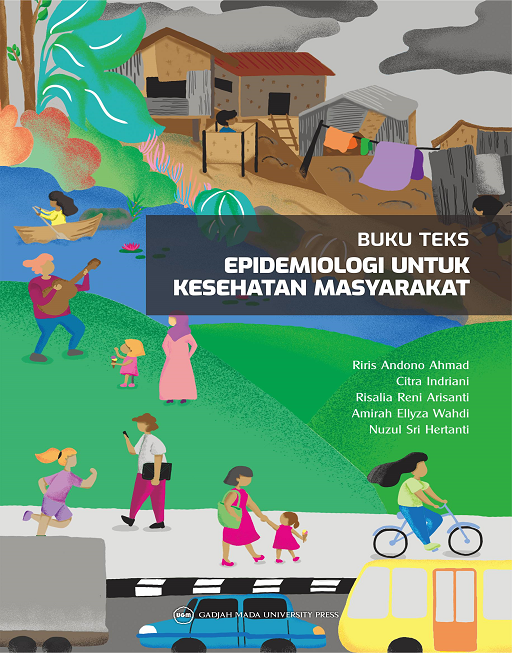 BUKU TEKS
EPIDEMIOLOGI UNTUK
KESEHATAN MASYARAKAT
Riris Andono Ahmad
Citra Indriani
Risalia Reni Arisanti
Amirah Ellyza Wahdi
Nuzul Sri Hertanti
UGM GADJAH MADA UNIVERSITY PRESS